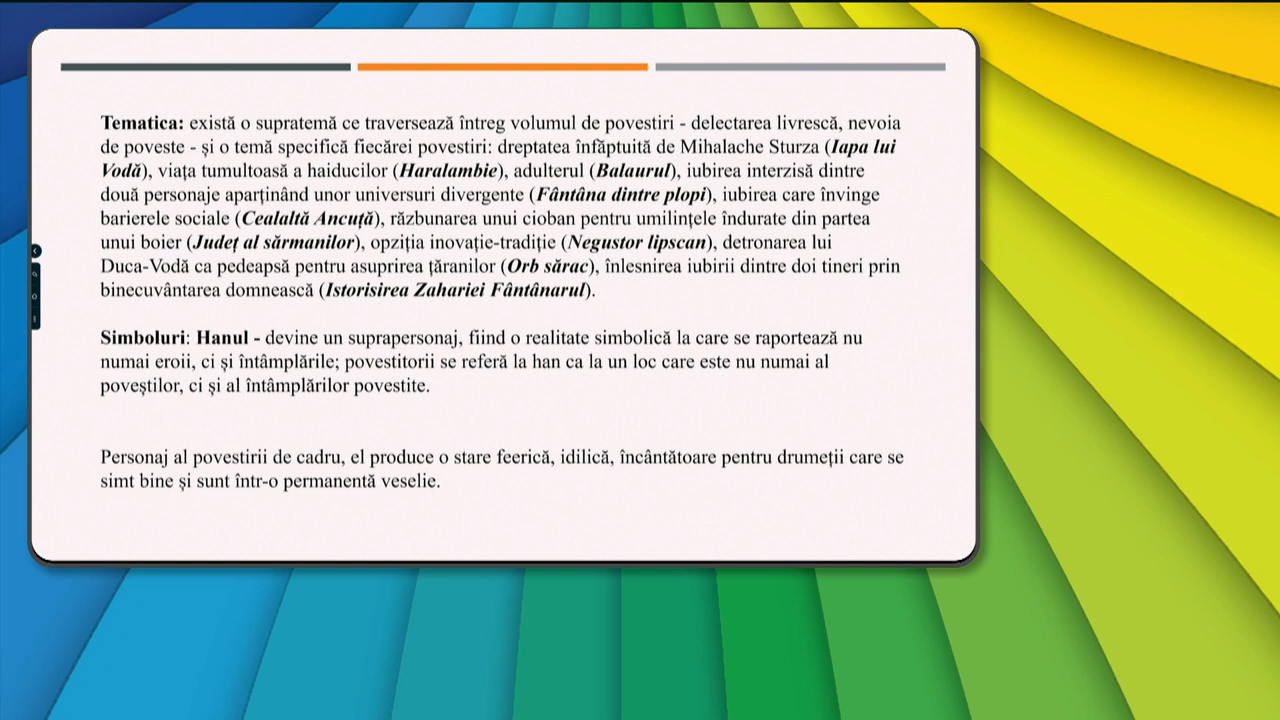 Tematica: există o supratemă ce traversează întreg volumul de povestiri - delectarea livrescă, nevoia
de poveste - și o temă specifică fiecărei povestiri: dreptatea înfăptuită de Mihalache Sturza (Iapa lui
Vodă), viața tumultoasă a haiducilor (Haralambie), adulterul (Balaurul), iubirea interzisă dintre
două personaje aparținând unor universuri divergente (Fântâna dintre plopi), iubirea care învinge
barierele sociale (Cealaltă Ancuță), răzbunarea unui cioban pentru umilințele îndurate din partea
unui boier (Județ al sărmanilor), opziția inovație-tradiție (Negustor lipscan), detronarea lui
Duca-Vodă ca pedeapsă pentru asuprirea țăranilor (Orb sărac), înlesnirea iubirii dintre doi tineri prin
binecuvântarea domnească (Istorisirea Zahariei Fântânarul).
Simboluri: Hanul - devine un suprapersonaj, fiind o realitate simbolică la care se raportează nu
numai eroii, ci și întâmplările; povestitorii se referă la han ca la un loc care este nu numai al
poveștilor, ci și al întâmplărilor povestite.
Personaj al povestirii de cadru, el produce o stare feerică, idilică, încântătoare pentru drumeții care se
simt bine și sunt într-o permanentă veselie.